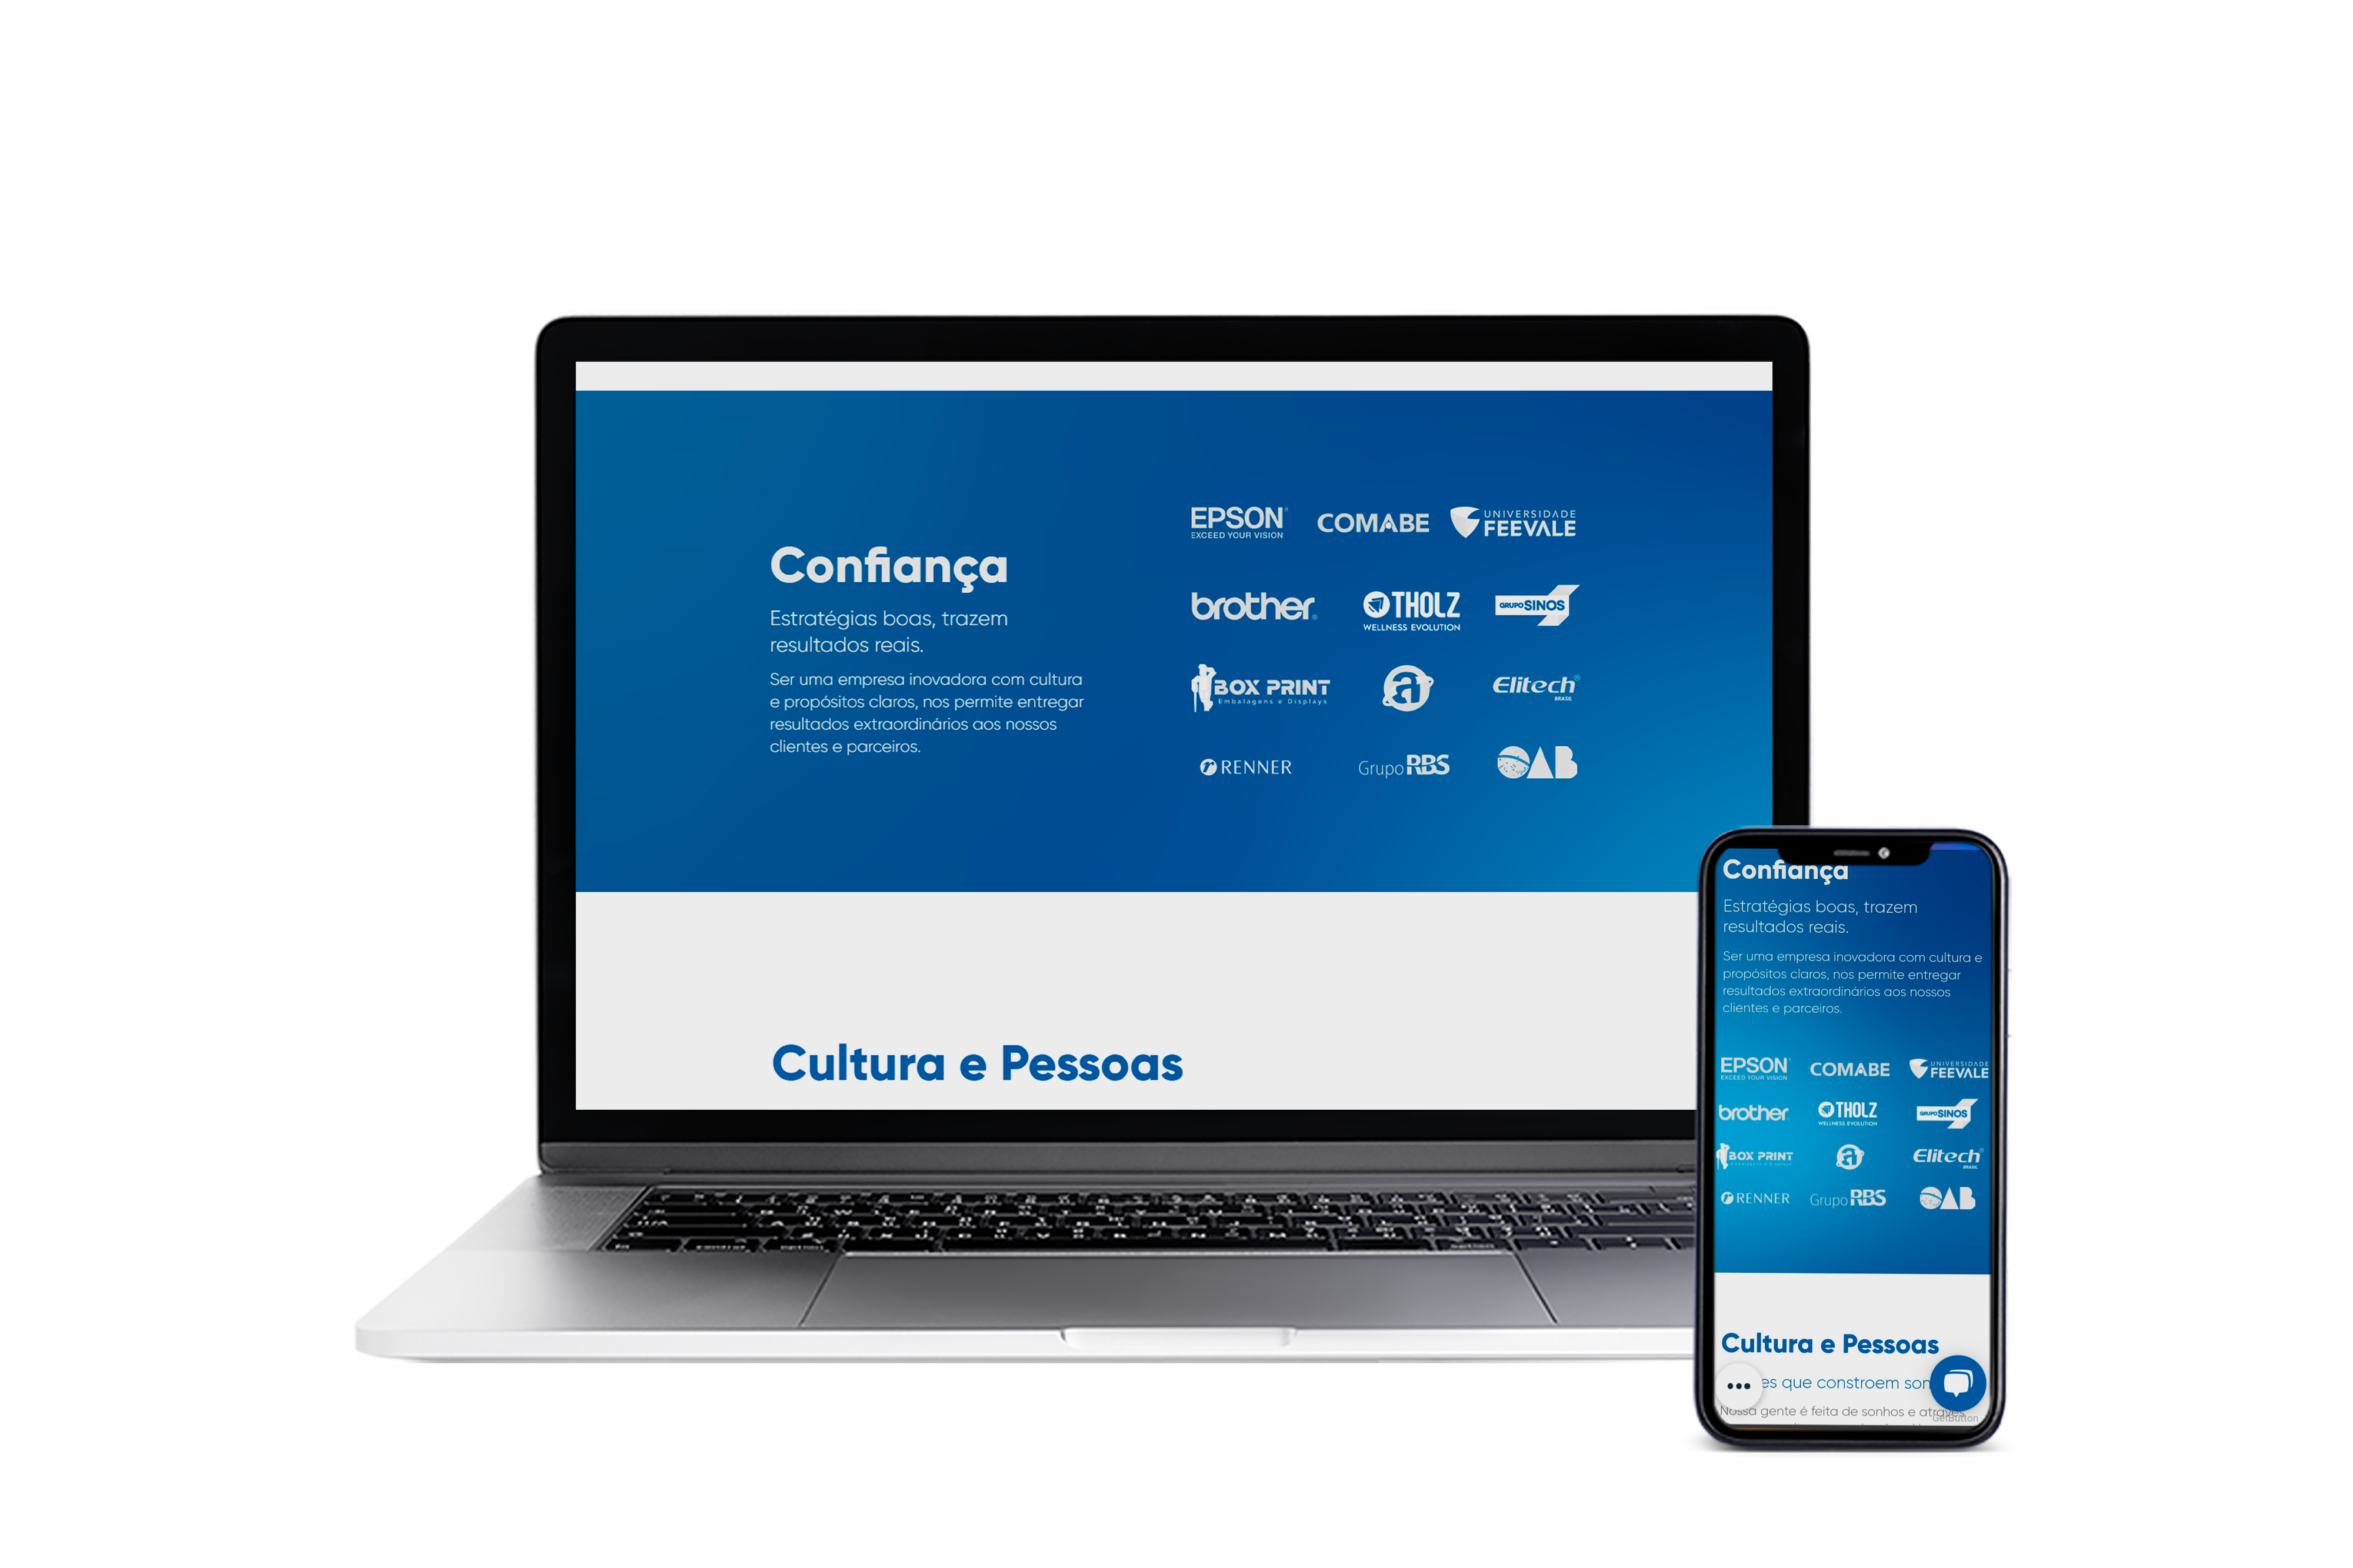 Confiança
Estratégias boas, trazem
resultados reais.
Ser uma empresa inovadora com cultura
e propósitos claros, nos permite entregar
resultados extraordinários aos nossos
clientes e parceiros.
EPSON
EXCEED YOUR VISION
COMABE
UNIVERSIDADE
FEEVALE
brother
THOLZ
WELLNESS EVOLUTION
GRUPO SINOS
BOX PRINT
Embalagens e Displays
a
Elitech
BRASIL
RENNER
Grupo RBS
OAB
Cultura e Pessoas
Confiança
Estratégias boas, trazem
resultados reais.
Ser uma empresa inovadora com cultura e
propósitos claros, nos permite entregar
resultados extraordinários aos nossos
clientes e parceiros.
EPSON
EXCEED YOUR VISION
COMABE
UNIVERSIDADE
FEEVALE
brother
THOLZ
WELLNESS EVOLUTION
GRUPO SINOS
BOX PRINT
Embalagens e Displays
a
Elitech
BRASIL
RENNER
Grupo RBS
OAB
Cultura e Pessoas
es que constroem son
Nossa gente é feita de sonhos e através
GetButton